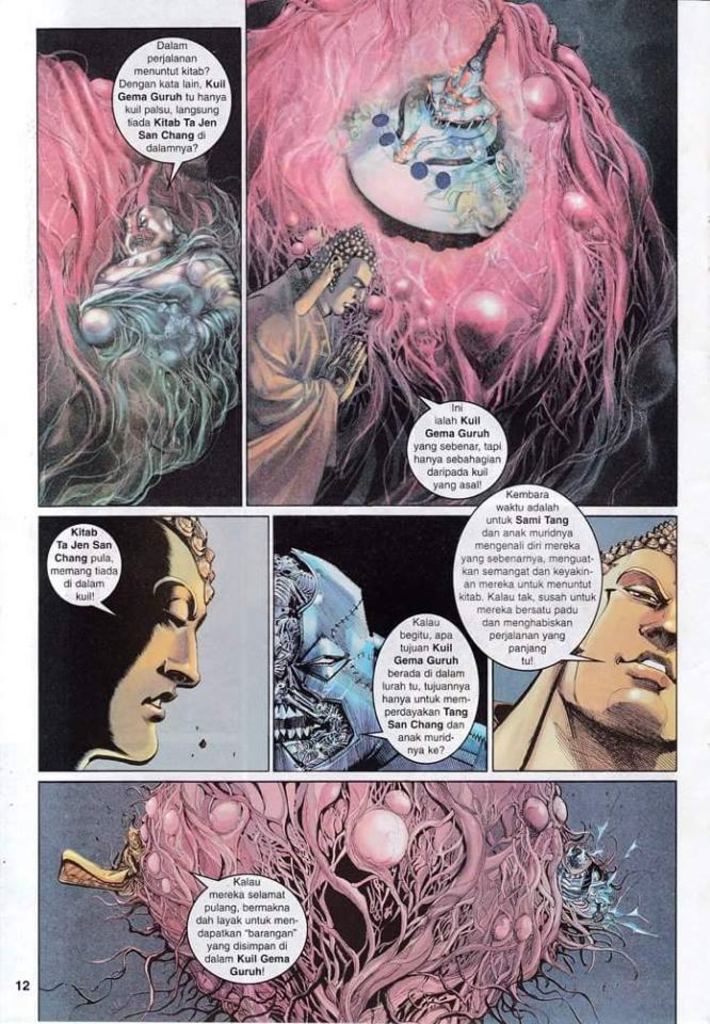 Dalam
perjalanan
menuntut kitab?
Dengan kata lain, Kuil
Gema Guruh tu hanya
kuil palsu, langsung
tiada Kitab Ta Jen
San Chang di
dalamnya?
Ini
ialah Kuil
Gema Guruh
yang sebenar, tapi
hanya sebahagian
daripada kuil
yang asal!
Kitab
Ta Jen San
Chang pula,
memang tiada
di dalam
kuil!
Kalau
begitu, apa
tujuan Kuil
Gema Guruh
berada di dalam
lurah tu, tujuannya
hanya untuk mem-
perdayakan Tang
San Chang dan
anak murid-
nya ke?
Kembara
waktu adalah
untuk Sami Tang
dan anak muridnya
mengenali diri mereka
yang sebenarnya, menguat-
kan semangat dan keyakin-
an mereka untuk menuntut
kitab. Kalau tak, susah untuk
mereka bersatu padu
dan menghabiskan
perjalanan yang
panjang
tu!
Kalau
mereka selamat
pulang, bermakna
dah layak untuk men-
dapatkan "barangan"
yang disimpan di
dalam Kuil Gema
Guruh!
12